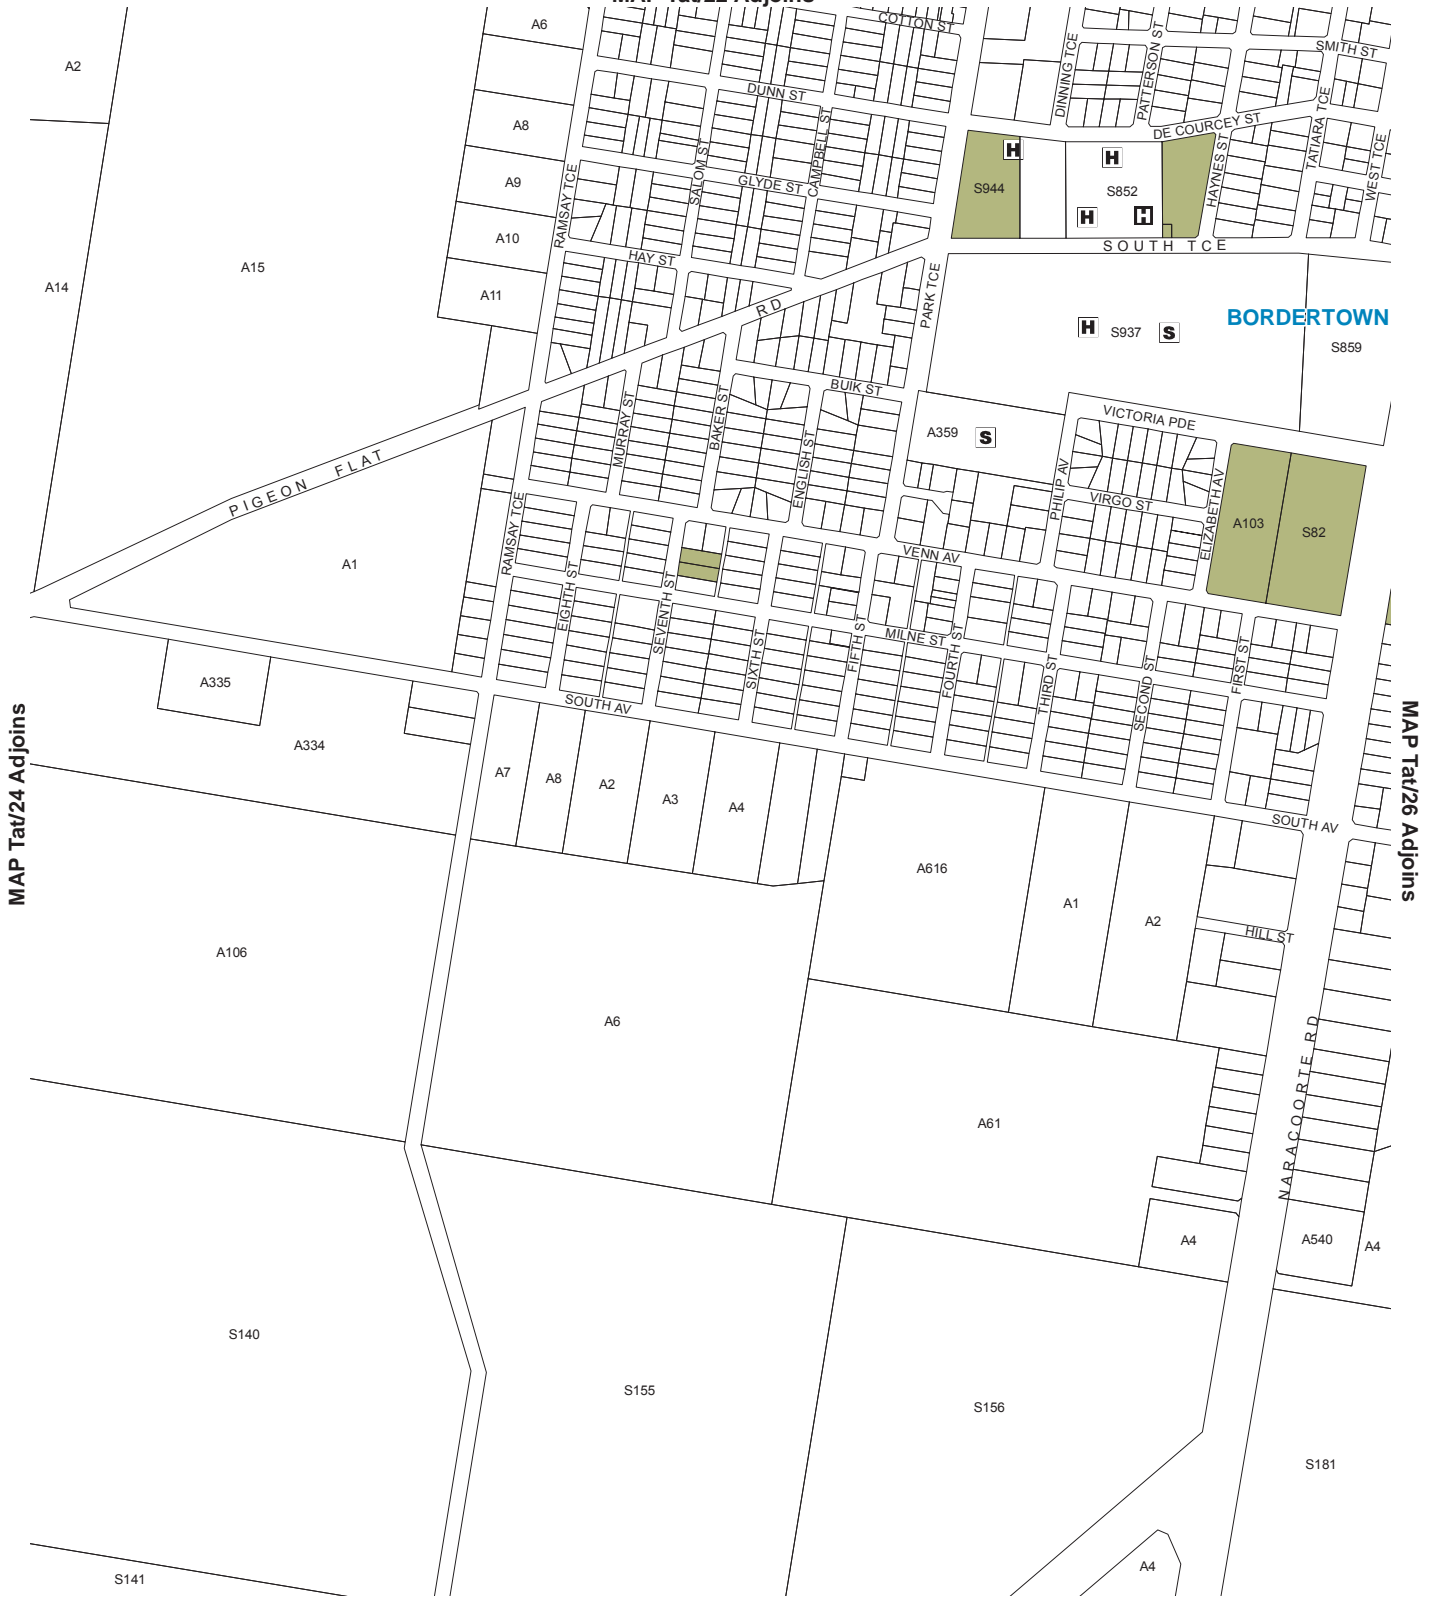 MAP Tat/22 Adjoins
COTTON ST
A6
SMITH ST
A2
DINNING TCE
PATTERSON ST
DUNN ST
TATIARA TCE
A8
CAMPBELL ST
DE COURCEY ST
H
H
SALOM ST
HAYNES ST
WEST TCE
A9
RAMSAY TCE
GLYDE ST
S944
S852
H
H
A10
SOUTH TCE
HAY ST
A15
A14
A11
PARK TCE
RD
BORDERTOWN
H
S937
S
S859
BUIK ST
MURRAY ST
BAKER ST
VICTORIA PDE
A359
S
ENGLISH ST
PIGEON FLAT
PHILIP AV
VIRGO ST
ELIZABETH AV
RAMSAY TCE
A103
S82
VENN AV
A1
EIGHTH ST
SEVENTH ST
SIXTH ST
FIFTH ST
MILNE ST
FOURTH ST
THIRD ST
SECOND ST
FIRST ST
A335
SOUTH AV
A334
MAP Tat/24 Adjoins
MAP Tat/26 Adjoins
A7
A8
A2
A3
A4
SOUTH AV
A616
A1
A2
HILL ST
A106
A6
NARACOORTE RD
A61
A4
A540
A4
S140
S155
S156
S181
A4
S141